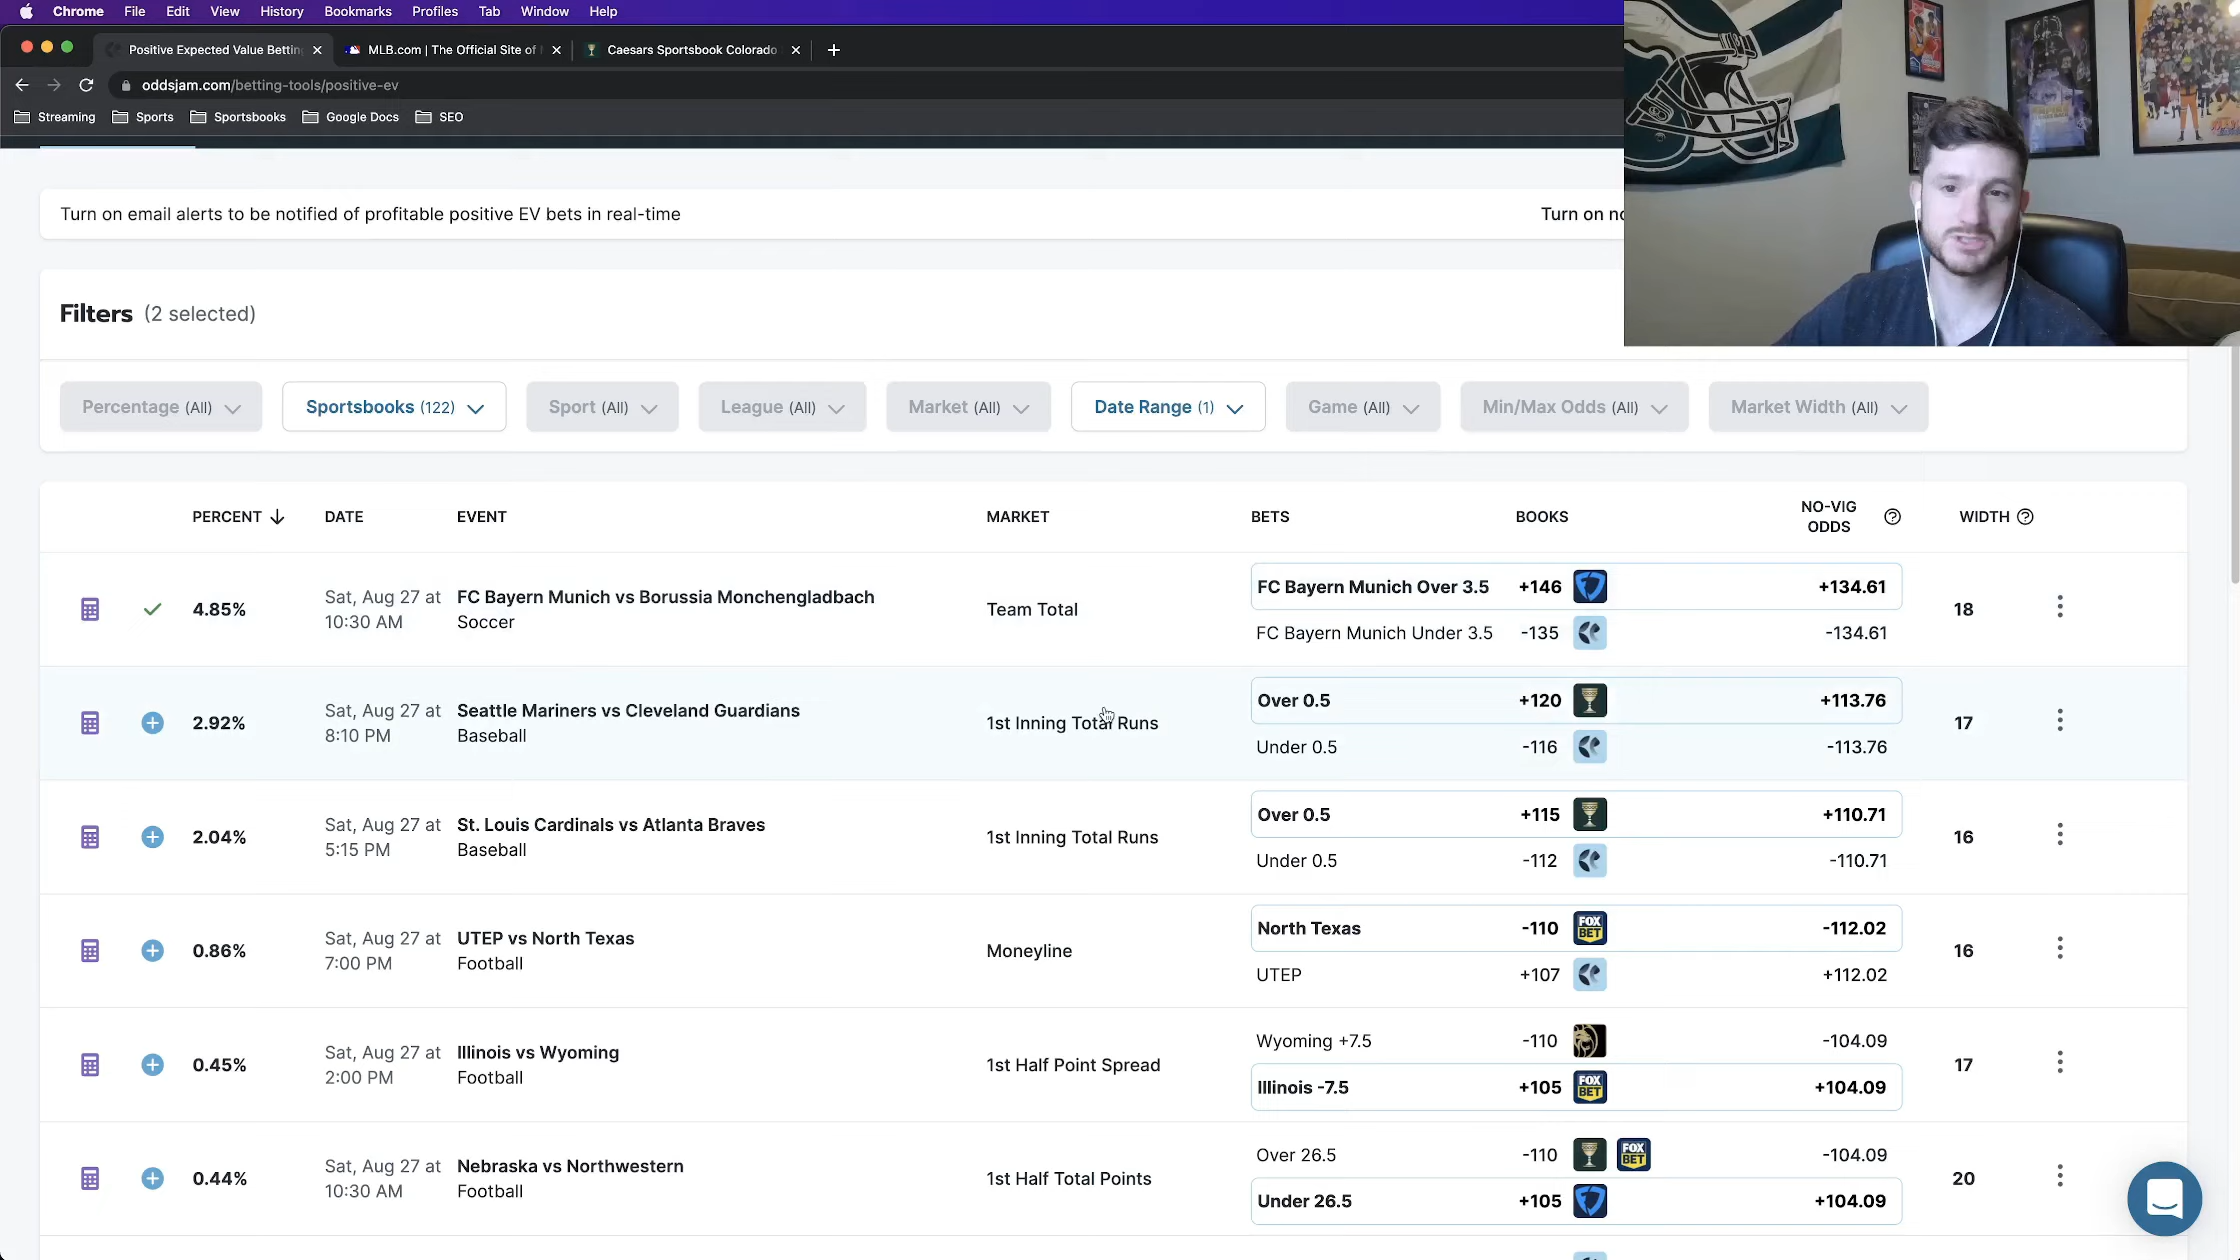 Chrome File Edit View History Bookmarks Profiles Tab Window Help
Positive Expected Value Betting MLB.com | The Official Site of Caesars Sportsbook Colorado
oddsjam.com/betting-tools/positive-ev
Streaming Sports Sportsbooks Google Docs SEO
Turn on email alerts to be notified of profitable positive EV bets in real-time
Turn on
Filters (2 selected)
Percentage (All) Sportsbooks (122) Sport (All) League (All) Market (All) Date Range (1) Game (All) Min/Max Odds (All) Market Width (All)
PERCENT DATE EVENT MARKET BETS BOOKS NO-VIG ODDS WIDTH
4.85%
Sat, Aug 27 at
10:30 AM
FC Bayern Munich vs Borussia Monchengladbach
Soccer
Team Total
FC Bayern Munich Over 3.5 +146 +134.61
FC Bayern Munich Under 3.5 -135 -134.61
18
2.92%
Sat, Aug 27 at
8:10 PM
Seattle Mariners vs Cleveland Guardians
Baseball
1st Inning Total Runs
Over 0.5 +120 +113.76
Under 0.5 -116 -113.76
17
2.04%
Sat, Aug 27 at
5:15 PM
St. Louis Cardinals vs Atlanta Braves
Baseball
1st Inning Total Runs
Over 0.5 +115 +110.71
Under 0.5 -112 -110.71
16
0.86%
Sat, Aug 27 at
7:00 PM
UTEP vs North Texas
Football
Moneyline
North Texas -110 FOX BET -112.02
UTEP +107 +112.02
16
0.45%
Sat, Aug 27 at
2:00 PM
Illinois vs Wyoming
Football
1st Half Point Spread
Wyoming +7.5 -110 -104.09
Illinois -7.5 +105 FOX BET +104.09
17
0.44%
Sat, Aug 27 at
10:30 AM
Nebraska vs Northwestern
Football
1st Half Total Points
Over 26.5 -110 FOX BET -104.09
Under 26.5 +105 +104.09
20